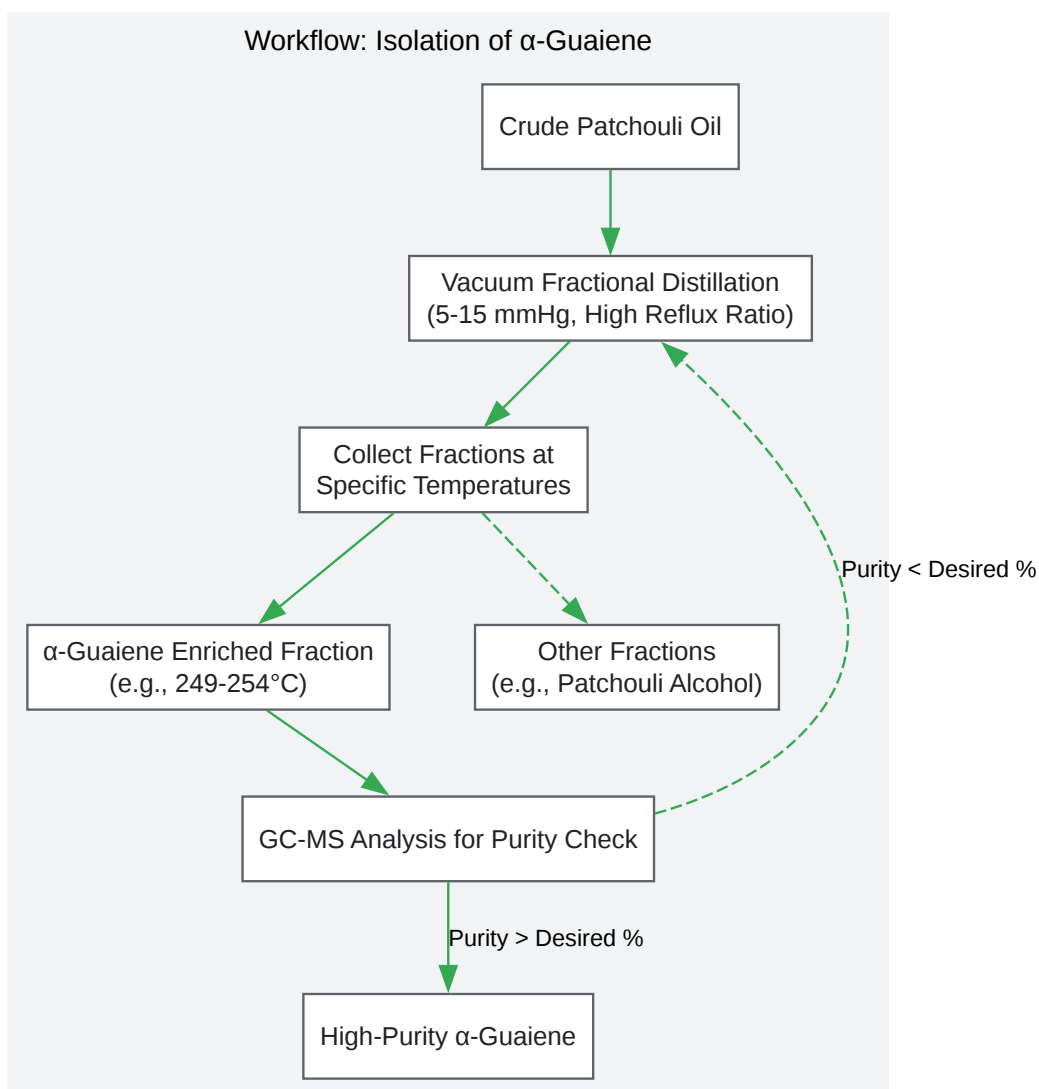 Workflow: Isolation of α-Guaiene
Crude Patchouli Oil
Vacuum Fractional Distillation
(5-15 mmHg, High Reflux Ratio)
Collect Fractions at
Specific Temperatures
Purity < Desired %
α-Guaiene Enriched Fraction
(e.g., 249-254°C)
Other Fractions
(e.g., Patchouli Alcohol)
GC-MS Analysis for Purity Check
Purity > Desired %
High-Purity α-Guaiene